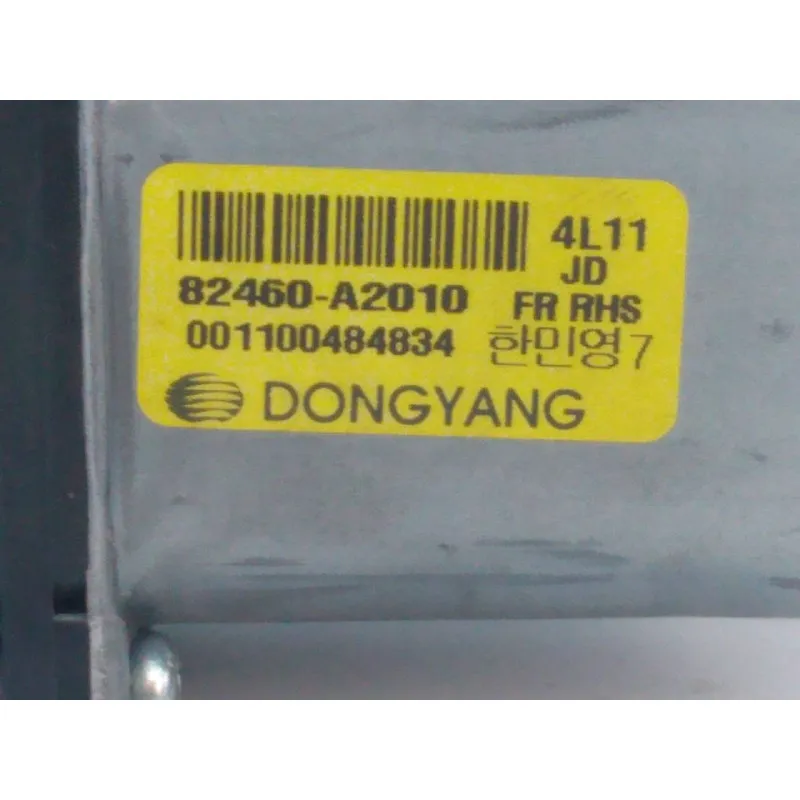 4L11
JD
82460-A2010 FR RHS
001100484834 한민영7
DONGYANG